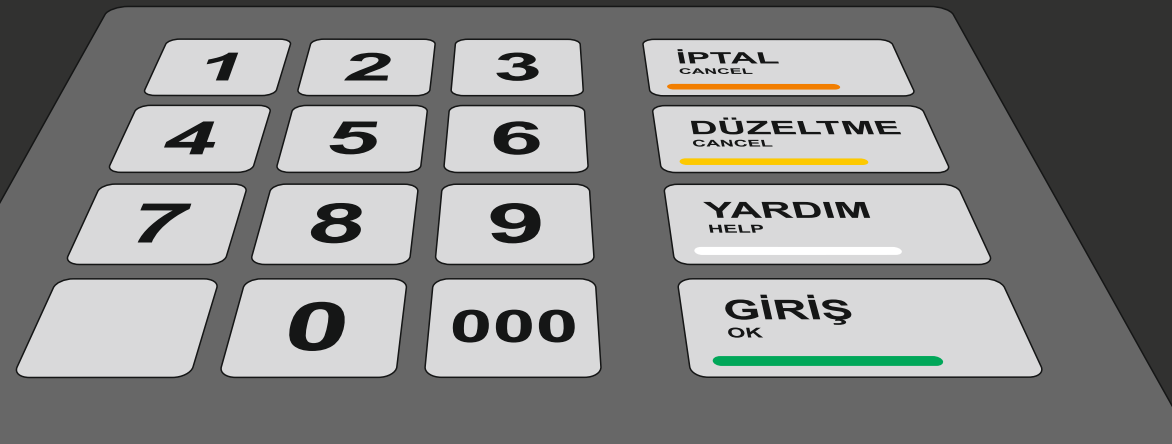 1 2 3 İPTAL
CANCEL
4 5 6 DÜZELTME
CANCEL
7 8 9 YARDIM
HELP
0 000 GİRİŞ
OK